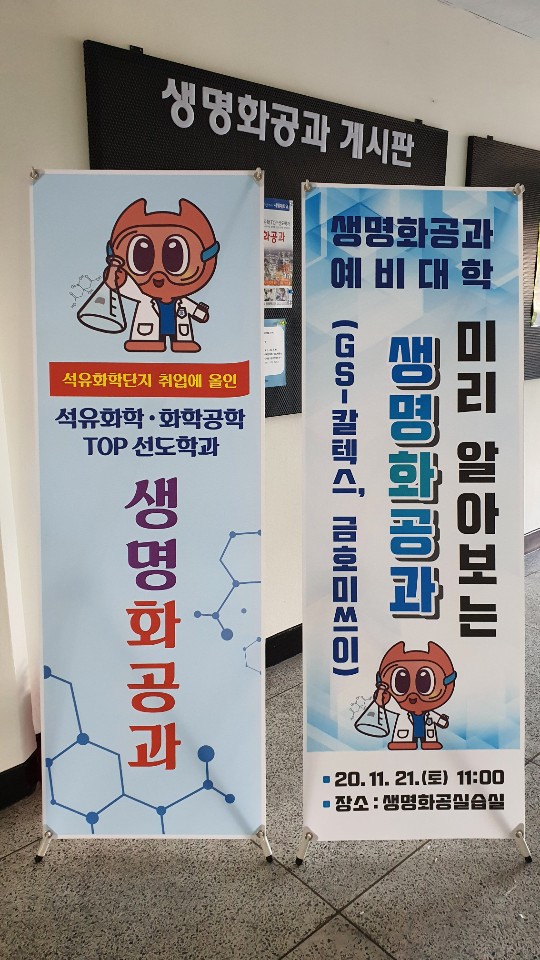 생명화공과 게시판
화공과
석유화학단지 취업에 올인
석유화학·화학공학
TOP 선도학과
생명화공과
생명화공과
예비대학
미리 알아보는
생명화공과
(GS-칼텍스, 금호미쓰이)
20. 11. 21.(토) 11:00
장소 : 생명화공실습실